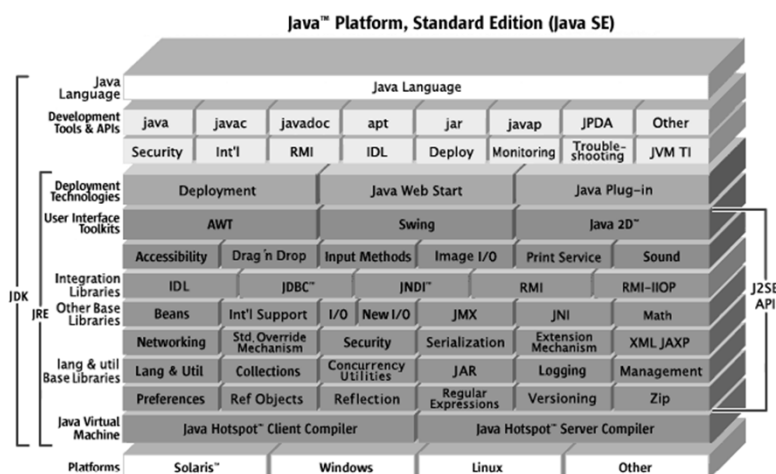 Java™ Platform, Standard Edition (Java SE)
Java Language
Java Language
Development Tools & APIs
java javac javadoc apt jar javap JPDA Other
Security Int'l RMI IDL Deploy Monitoring Trouble-shooting JVM TI
Deployment Technologies
Deployment Java Web Start Java Plug-in
User Interface Toolkits
AWT Swing Java 2D™
Accessibility Drag 'n Drop Input Methods Image I/O Print Service Sound
Integration Libraries
IDL JDBC™ JNDI™ RMI RMI-IIOP
Other Base Libraries
Beans Int'l Support I/O New I/O JMX JNI Math
Networking Std. Override Mechanism Security Serialization Extension Mechanism XML JAXP
lang & util Base Libraries
Lang & Util Collections Concurrency Utilities JAR Logging Management
Preferences Ref Objects Reflection Regular Expressions Versioning Zip
Java Virtual Machine
Java Hotspot™ Client Compiler Java Hotspot™ Server Compiler
Platforms
Solaris™ Windows Linux Other
JDK
JRE
J2SE API